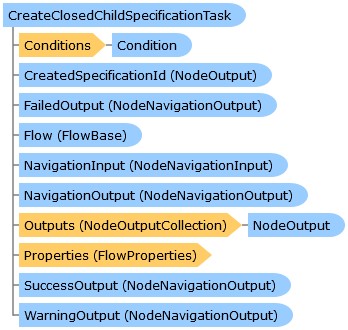 CreateClosedChildSpecificationTask
Conditions Condition
CreatedSpecificationId (NodeOutput)
FailedOutput (NodeNavigationOutput)
Flow (FlowBase)
NavigationInput (NodeNavigationInput)
NavigationOutput (NodeNavigationOutput)
Outputs (NodeOutputCollection) NodeOutput
Properties (FlowProperties)
SuccessOutput (NodeNavigationOutput)
WarningOutput (NodeNavigationOutput)